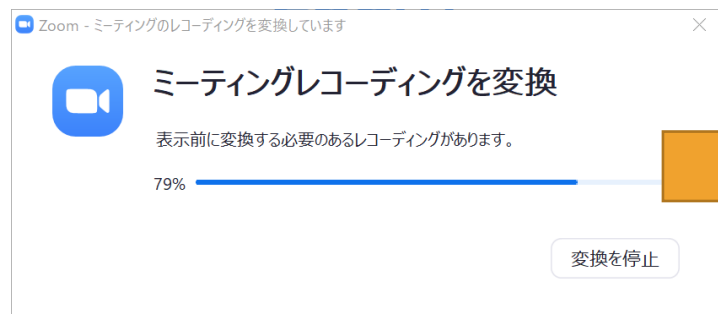 Zoom - ミーティングのレコーディングを変換しています
ミーティングレコーディングを変換
表示前に変換する必要のあるレコーディングがあります。
79%
変換を停止